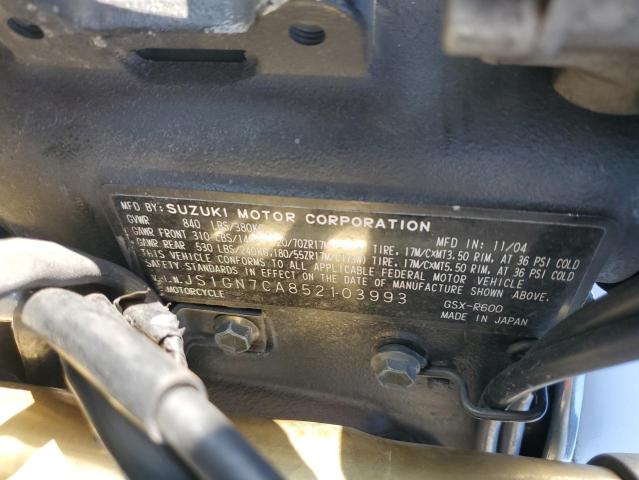 MFD BY: SUZUKI MOTOR CORPORATION MFD IN: 11/04
GVWR 840 LBS/380KG
GAWR FRONT 310 LBS/ 20/70ZR17M TIRE, 17M/CXMT3.50 RIM, AT 36 PSI COLD
GAWR REAR 530 LBS/240KG,180/55ZR17M/C(73W) TIRE, 17M/CXMT5.50 RIM, AT 36 PSI COLD
THIS VEHICLE CONFORMS TO ALL APPLICABLE FEDERAL MOTOR VEHICLE
SAFETY STANDARDS IN EFFECT ON THE DATE OF MANUFACTURE SHOWN ABOVE.
JS1GN7CA852103993 GSX-R600
MOTORCYCLE MADE IN JAPAN